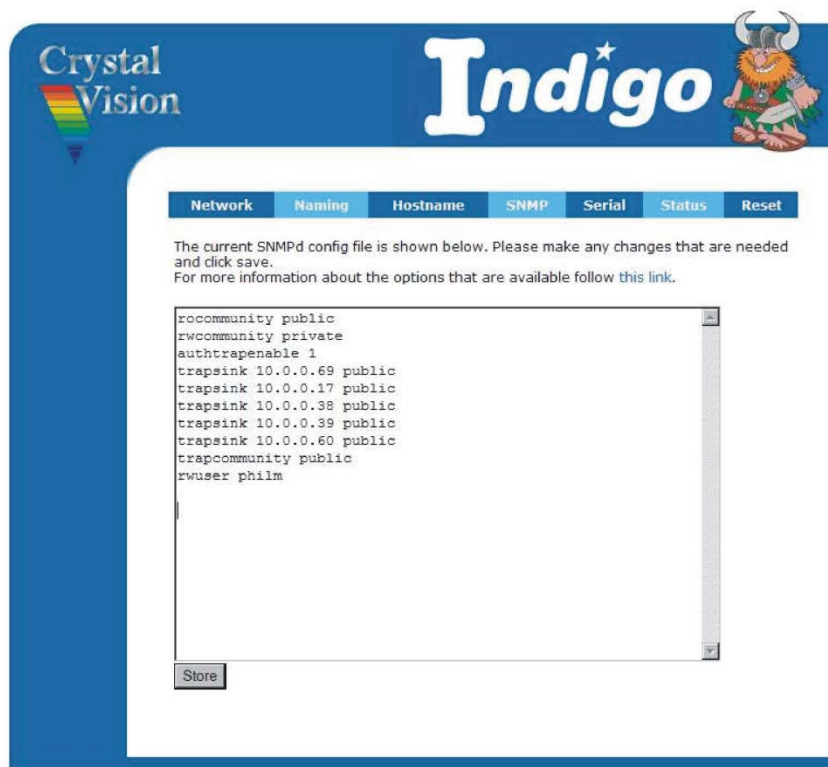 Crystal
Vision
Indigo
Network Naming Hostname SNMP Serial Status Reset
The current SNMPd config file is shown below. Please make any changes that are needed
and click save.
For more information about the options that are available follow this link.
rocommunity public
rwcommunity private
authtrapenable 1
trapsink 10.0.0.69 public
trapsink 10.0.0.17 public
trapsink 10.0.0.38 public
trapsink 10.0.0.39 public
trapsink 10.0.0.60 public
trapcommunity public
rwuser philm
Store